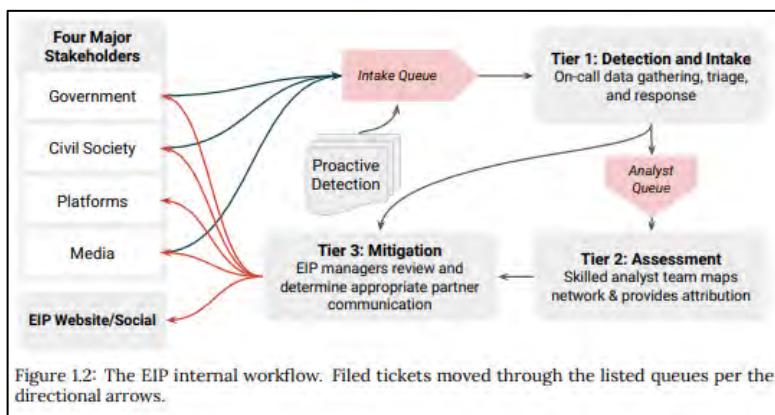 Four Major
Stakeholders
Government
Civil Society
Platforms
Media
EIP Website/Social
Intake Queue
Proactive
Detection
Tier 1: Detection and Intake
On-call data gathering, triage,
and response
Analyst
Queue
Tier 2: Assessment
Skilled analyst team maps
network & provides attribution
Tier 3: Mitigation
EIP managers review and
determine appropriate partner
communication
Figure 1.2: The EIP internal workflow. Filed tickets moved through the listed queues per the
directional arrows.